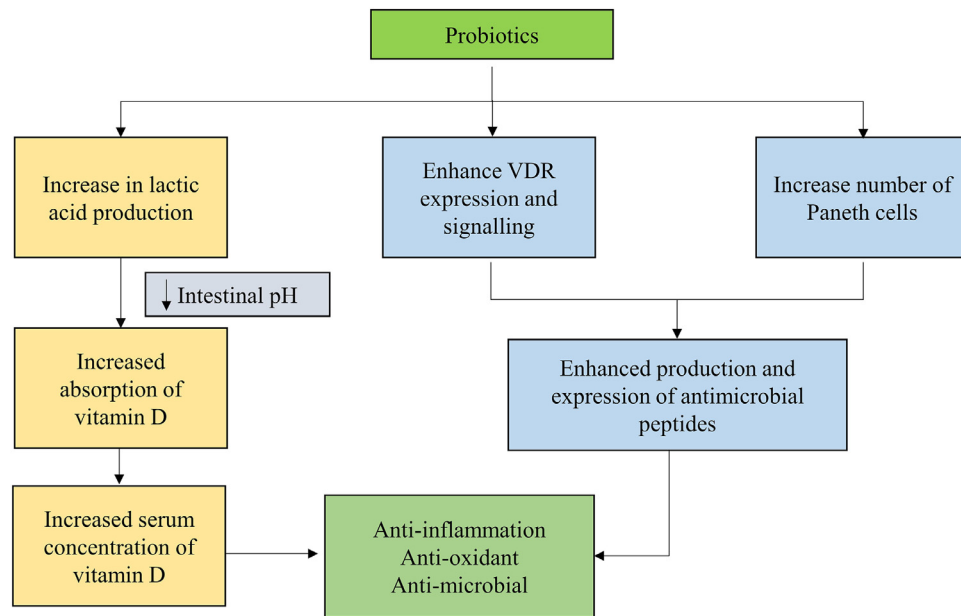 Probiotics
Increase in lactic
acid production
Enhance VDR
expression and
signalling
Increase number of
Paneth cells
↓ Intestinal pH
Increased
absorption of
vitamin D
Enhanced production and
expression of antimicrobial
peptides
Increased serum
concentration of
vitamin D
Anti-inflammation
Anti-oxidant
Anti-microbial